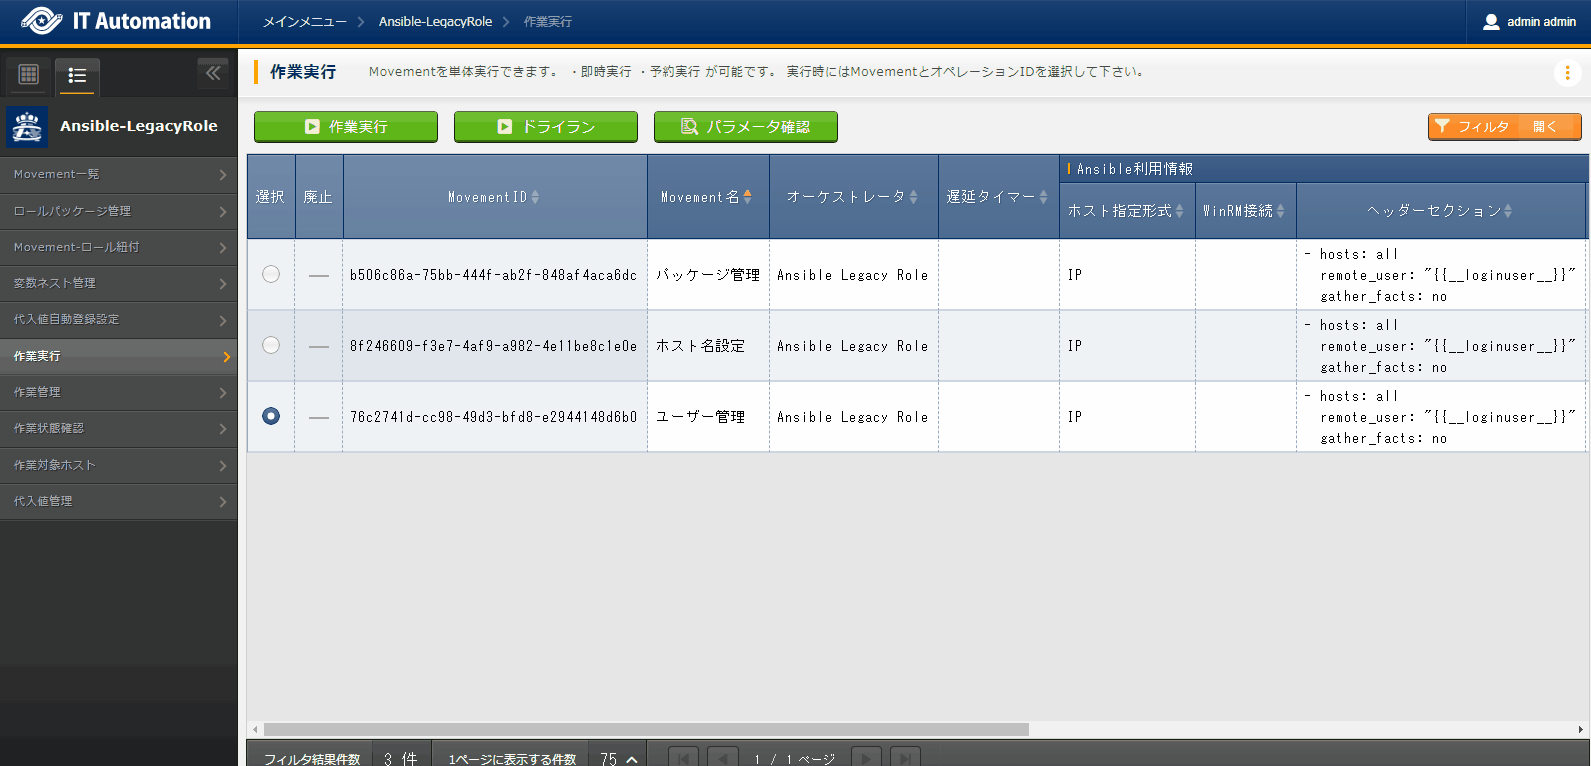 IT Automation
メインメニュー
Ansible-LegacyRole
作業実行
admin admin
Ansible-LegacyRole
Movement一覧
ロールパッケージ管理
Movement-ロール紐付
変数ネスト管理
代入値自動登録設定
作業実行
作業管理
作業状態確認
作業対象ホスト
代入値管理
作業実行
Movementを単体実行できます。 ・即時実行 ・予約実行 が可能です。 実行時にはMovementとオペレーションIDを選択して下さい。
作業実行
ドライラン
パラメータ確認
フィルタ 開く
選択 廃止 MovementID Movement名 オーケストレータ 遅延タイマー Ansible利用情報
ホスト指定形式 WinRM接続 ヘッダーセクション
b506c86a-75bb-444f-ab2f-848af4aca6dc パッケージ管理 Ansible Legacy Role IP
- hosts: all
remote_user: "{{__loginuser__}}"
gather_facts: no
8f246609-f3e7-4af9-a982-4e11be8c1e0e ホスト名設定 Ansible Legacy Role IP
- hosts: all
remote_user: "{{__loginuser__}}"
gather_facts: no
76c2741d-cc98-49d3-bfd8-e2944148d6b0 ユーザー管理 Ansible Legacy Role IP
- hosts: all
remote_user: "{{__loginuser__}}"
gather_facts: no
フィルタ結果件数 3 件 1ページに表示する件数 75 1 / 1 ページ